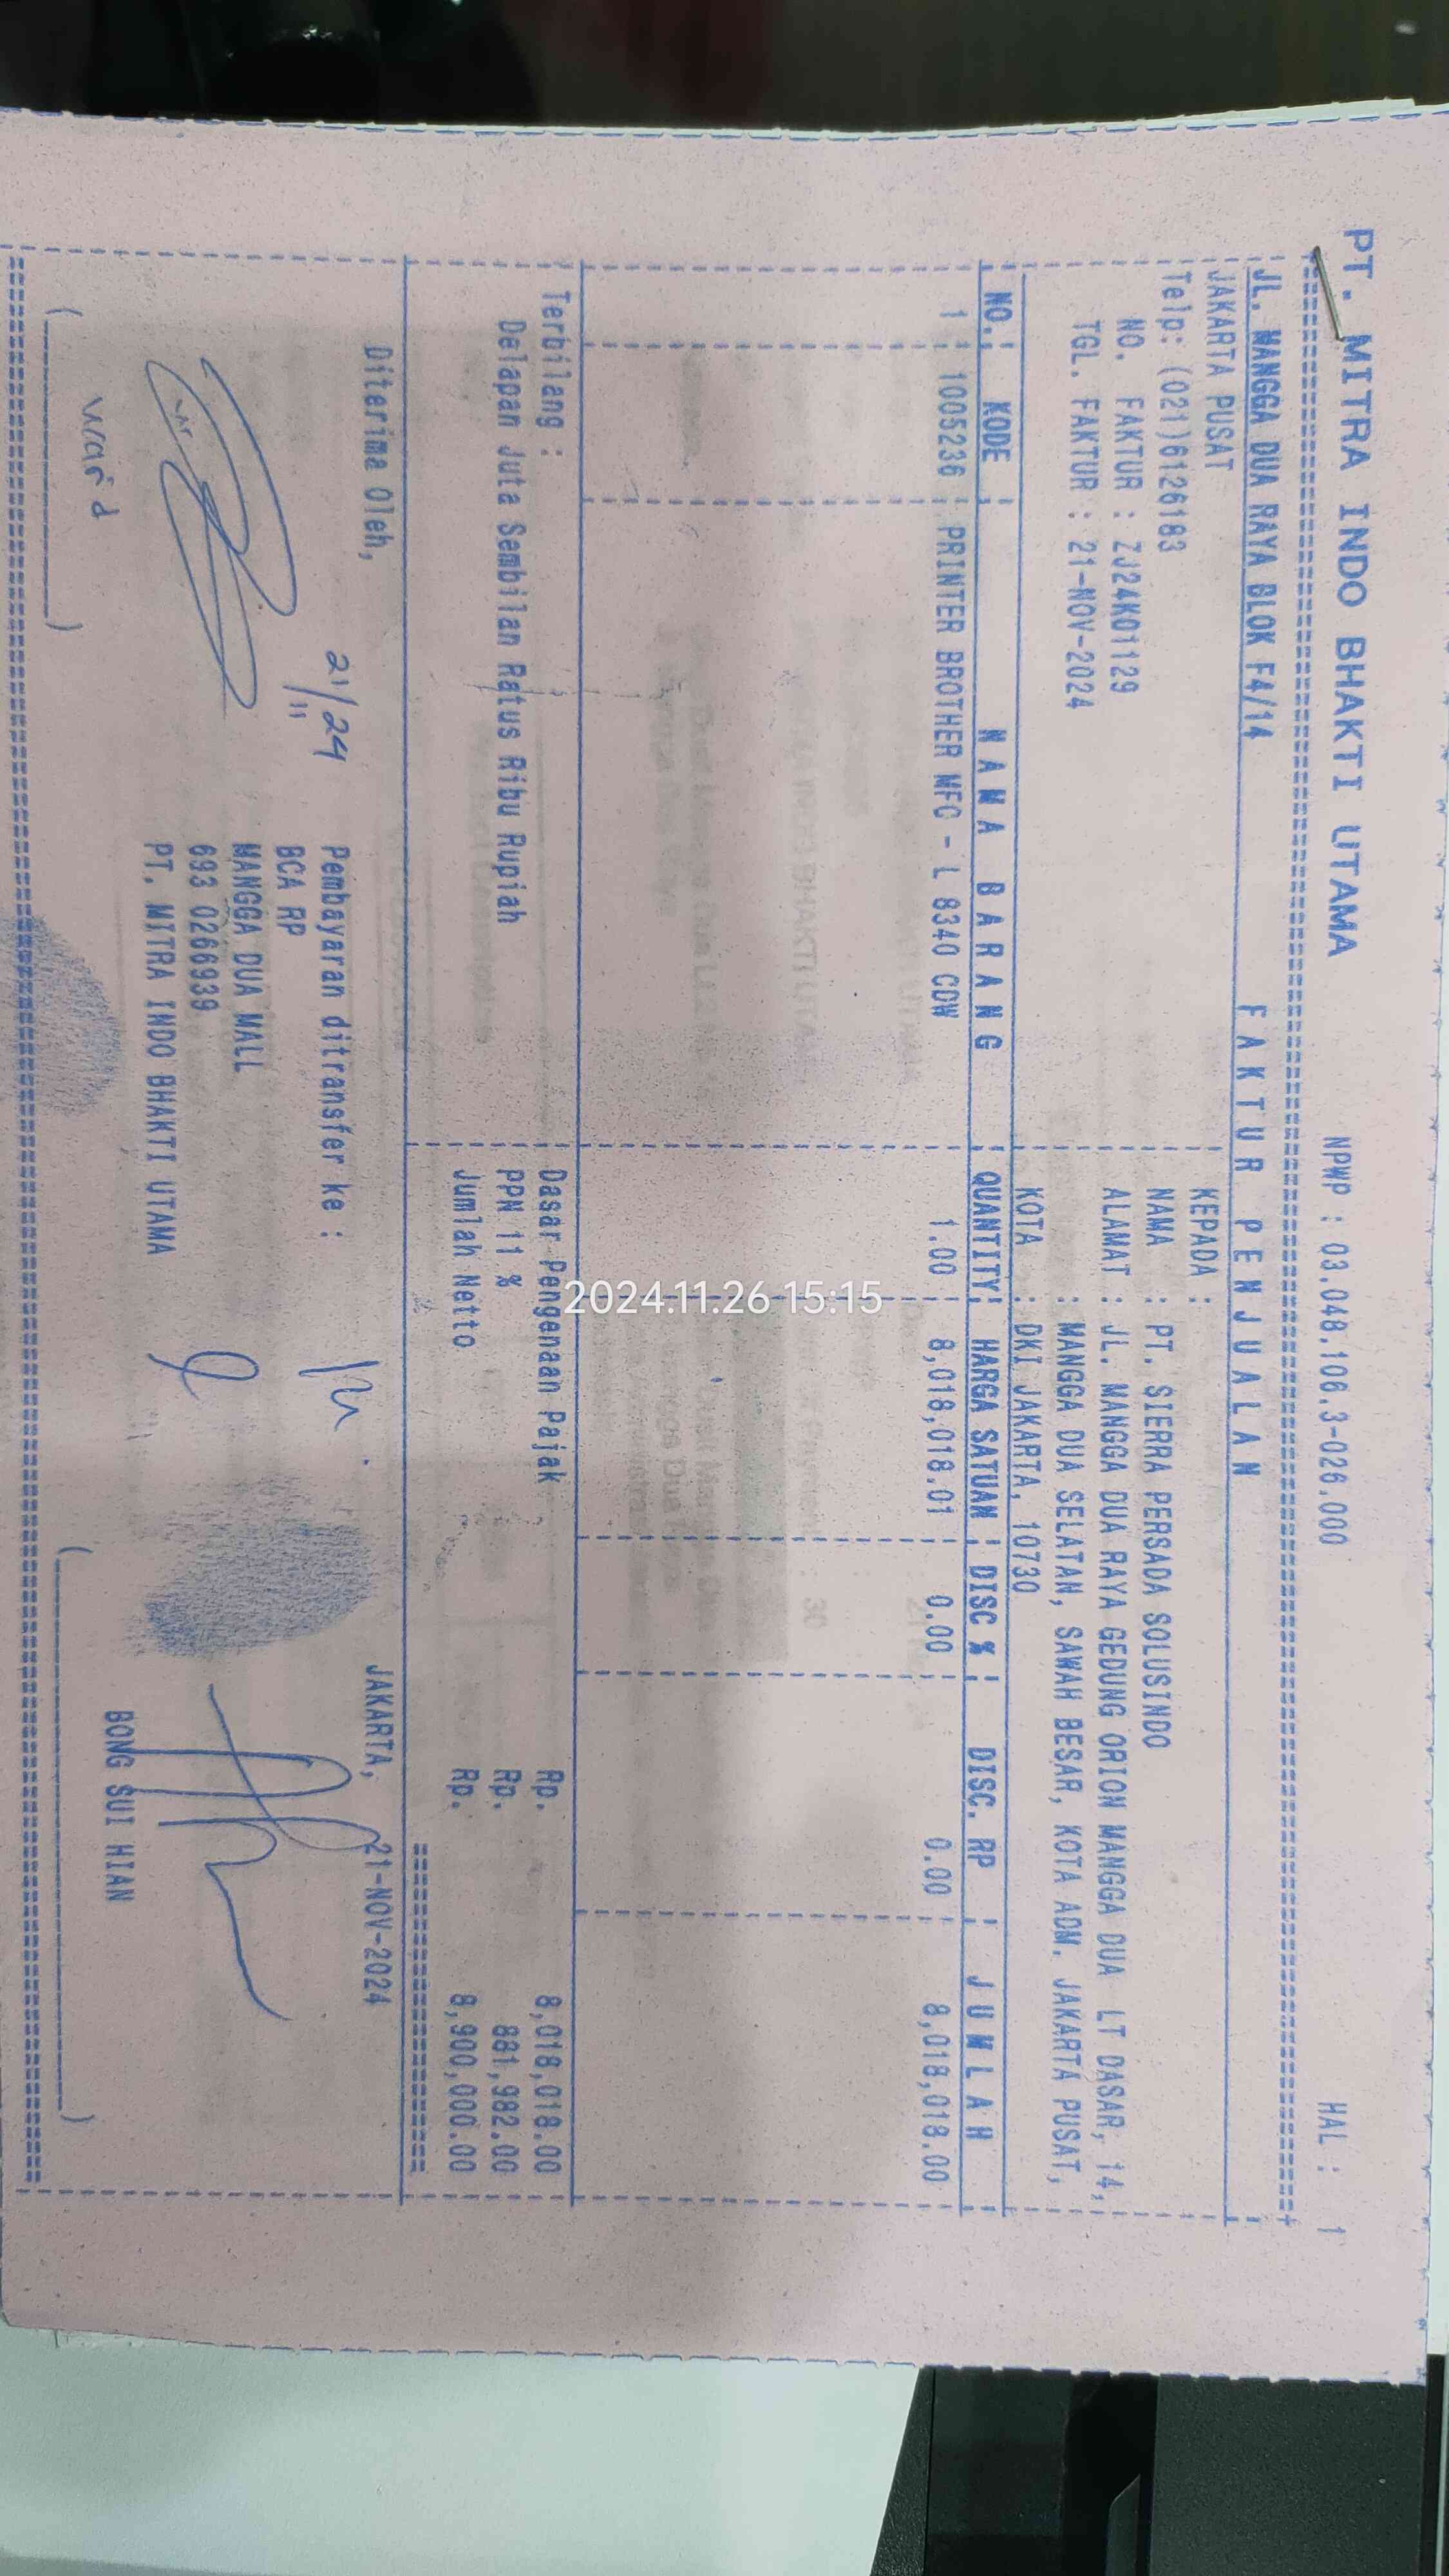 PT. MITRA INDO BHAKTI UTAMA NPWP : 03.048.106.3-026.000 HAL : 1
JL. MANGGA DUA RAYA BLOK F4/14 F A K T U R P E N J U A L A N
JAKARTA PUSAT KEPADA :
Telp: (021)6126183 NAMA : PT. SIERRA PERSADA SOLUSINDO
NO. FAKTUR : ZJ24K01129 ALAMAT : JL. MANGGA DUA RAYA GEDUNG ORION MANGGA DUA LT DASAR, 14,
TGL. FAKTUR : 21-NOV-2024 : MANGGA DUA SELATAN, SAWAH BESAR, KOTA ADM. JAKARTA PUSAT,
KOTA : DKI JAKARTA, 10730
NO. KODE N A M A B A R A N G QUANTITY HARGA SATUAN DISC % DISC. RP J U M L A H
1 1005236 PRINTER BROTHER MFC - L 8340 CDW 1.00 8,018,018.01 0.00 0.00 8,018,018.00
Terbilang : Dasar Pengenaan Pajak Rp. 8,018,018.00
Delapan Juta Sembilan Ratus Ribu Rupiah PPN 11 % Rp. 881,982.00
Jumlah Netto Rp. 8,900,000.00
Diterima Oleh, JAKARTA, 21-NOV-2024
21/11/24 Pembayaran ditransfer ke :
BCA RP
MANGGA DUA MALL
693 0266939
PT. MITRA INDO BHAKTI UTAMA
BONG SUI HIAN
2024.11.26 15:15